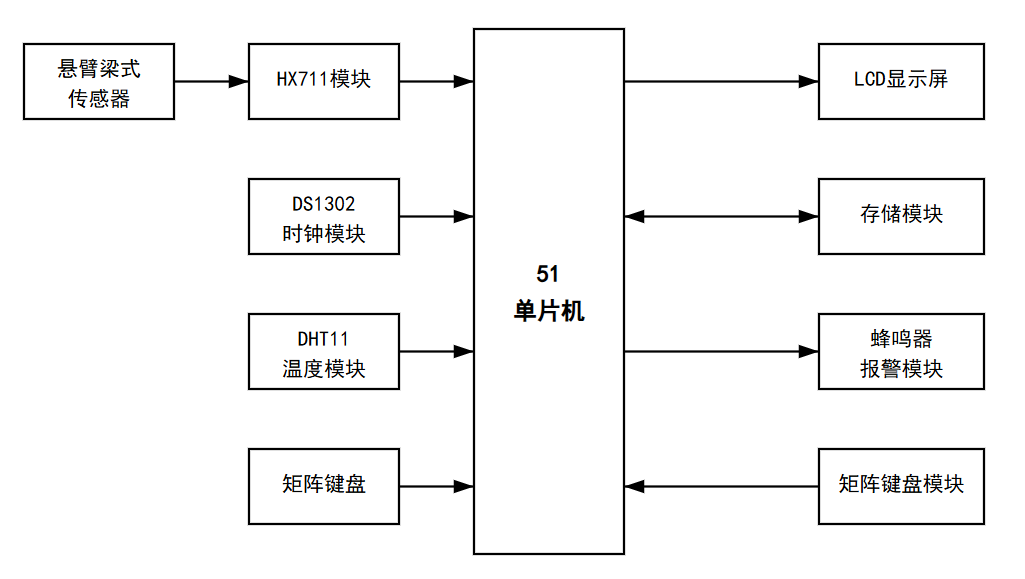 悬臂梁式
传感器
HX711模块
LCD显示屏
DS1302
时钟模块
存储模块
51
单片机
DHT11
温度模块
蜂鸣器
报警模块
矩阵键盘
矩阵键盘模块